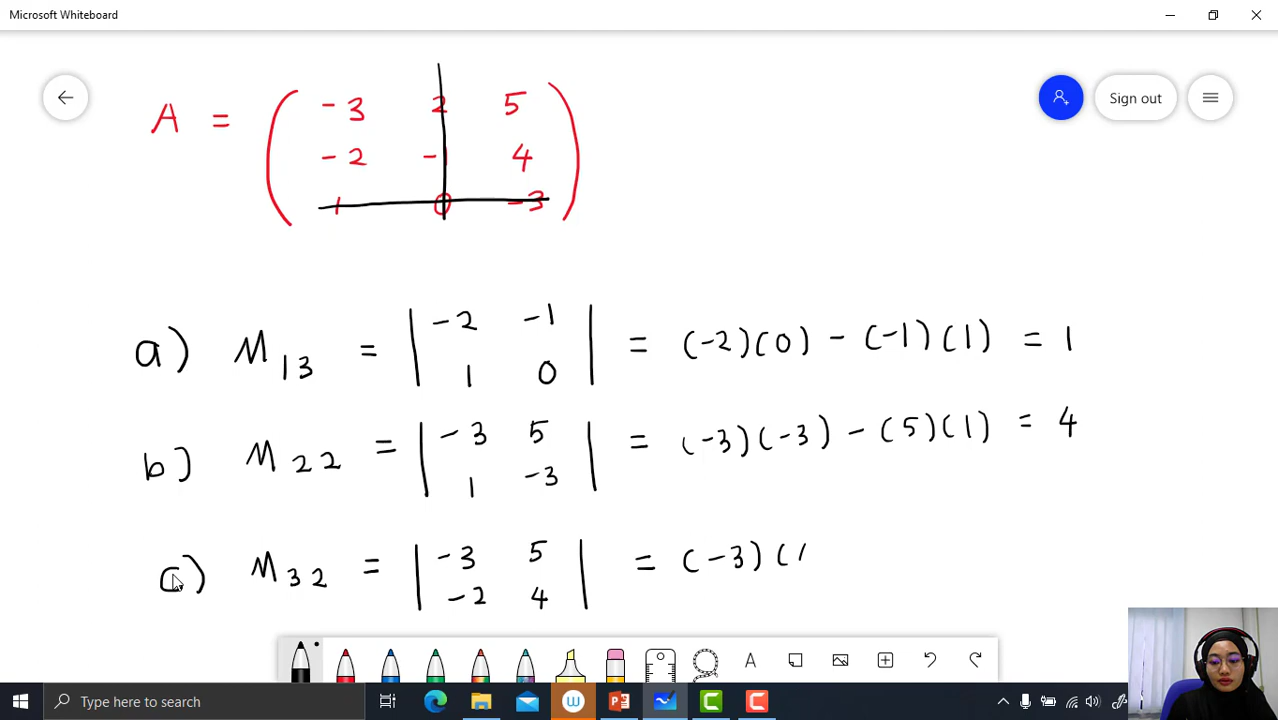 Microsoft Whiteboard
Sign out
A = ( -3 2 5
-2 -1 4
1 0 -3 )
a) M13 = | -2 -1 | = (-2)(0) - (-1)(1) = 1
1 0
b) M22 = | -3 5 | = (-3)(-3) - (5)(1) = 4
1 -3
c) M32 = | -3 5 | = (-3)(
-2 4
A
Type here to search